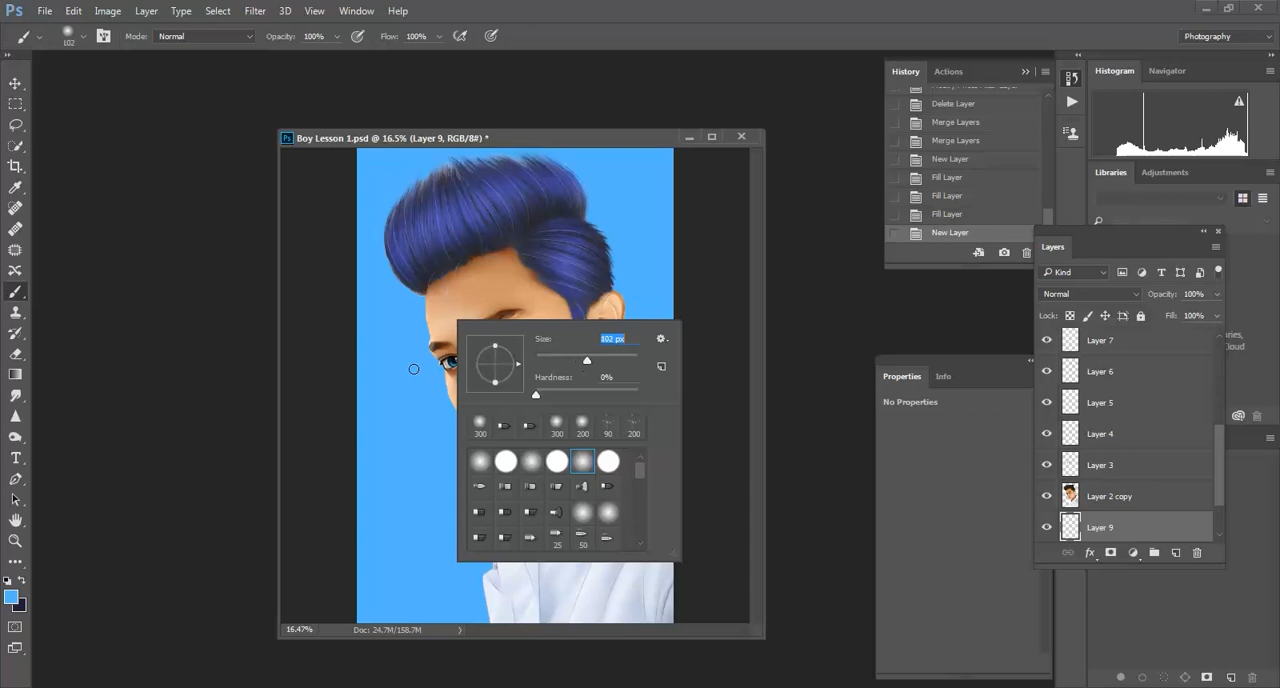 Ps File Edit Image Layer Type Select Filter 3D View Window Help
102 Mode: Normal Opacity: 100% Flow: 100% Photography
History Actions
Delete Layer
Merge Layers
Merge Layers
New Layer
Fill Layer
Fill Layer
Fill Layer
New Layer
Histogram Navigator
Libraries Adjustments
Ps Boy Lesson 1.psd @ 16.5% (Layer 9, RGB/8#) *
Layers
Kind
Normal Opacity: 100%
Lock: Fill: 100%
Layer 7
Layer 6
Layer 5
Layer 4
Layer 3
Layer 2 copy
Layer 9
fx
Size: 102 px
Hardness: 0%
300 300 200 90 200
25 50
Properties Info
No Properties
16.47% Doc: 24.7M/158.7M